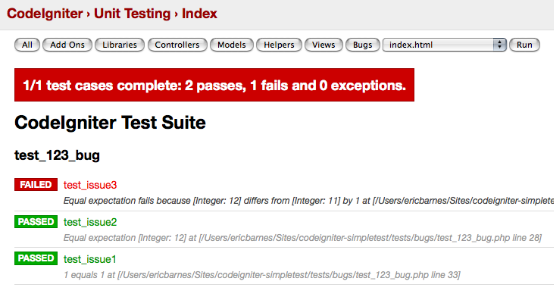 CodeIgniter › Unit Testing › Index
All Add Ons Libraries Controllers Models Helpers Views Bugs index.html Run
1/1 test cases complete: 2 passes, 1 fails and 0 exceptions.
CodeIgniter Test Suite
test_123_bug
FAILED test_issue3
Equal expectation fails because [Integer: 12] differs from [Integer: 11] by 1 at [/Users/ericbarnes/Sites/codeigniter-simpletest/
PASSED test_issue2
Equal expectation [Integer: 12] at [/Users/ericbarnes/Sites/codeigniter-simpletest/tests/bugs/test_123_bug.php line 28]
PASSED test_issue1
1 equals 1 at [/Users/ericbarnes/Sites/codeigniter-simpletest/tests/bugs/test_123_bug.php line 33]